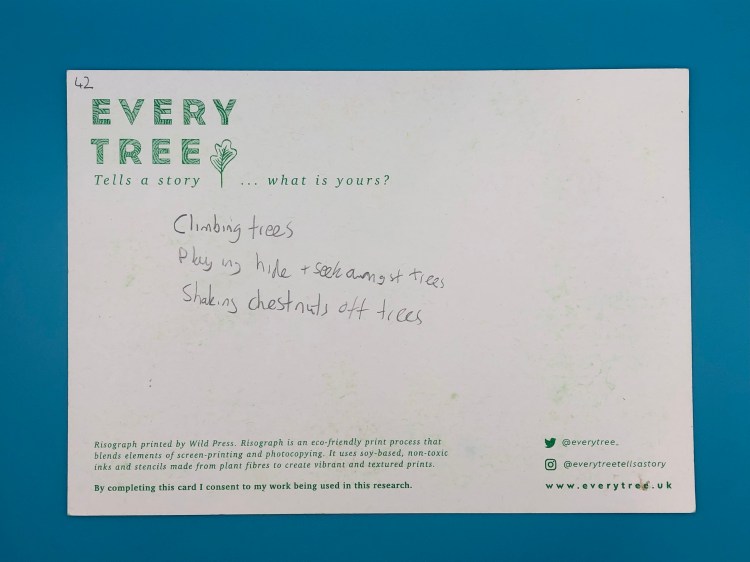 42
EVERY
TREE
Tells a story ... what is yours?
Climbing trees
Playing hide + seek amongst trees
Shaking chestnuts off trees
Risograph printed by Wild Press. Risograph is an eco-friendly print process that
blends elements of screen-printing and photocopying. It uses soy-based, non-toxic
inks and stencils made from plant fibres to create vibrant and textured prints.
By completing this card I consent to my work being used in this research.
@everytree_
@everytreetellsastory
www.everytree.uk